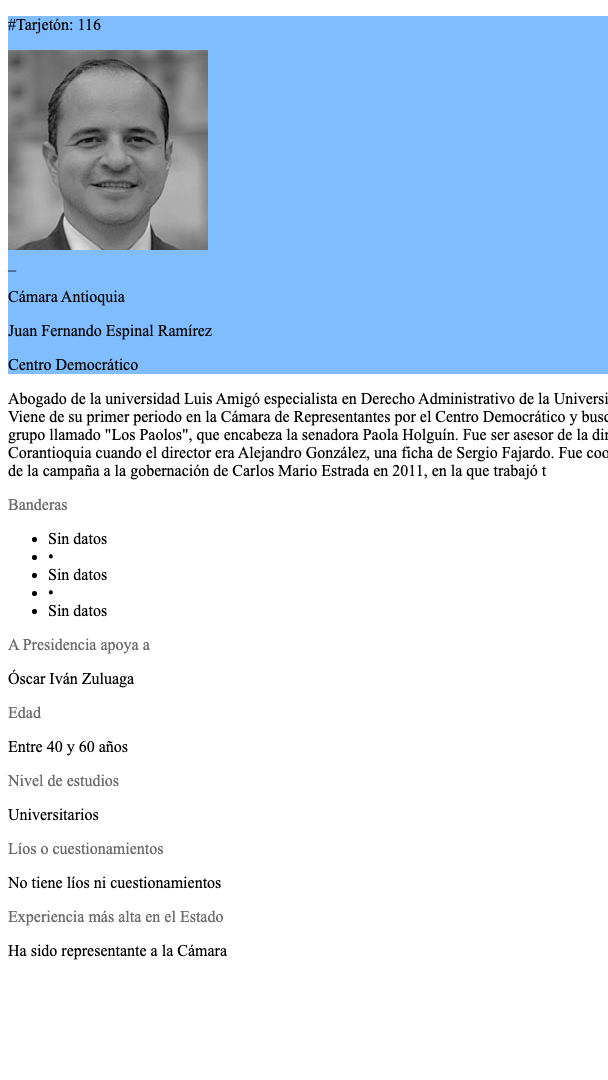 #Tarjetón: 116
_
Cámara Antioquia
Juan Fernando Espinal Ramírez
Centro Democrático
Abogado de la universidad Luis Amigó especialista en Derecho Administrativo de la Universi
Viene de su primer periodo en la Cámara de Representantes por el Centro Democrático y busc
grupo llamado "Los Paolos", que encabeza la senadora Paola Holguín. Fue ser asesor de la dir
Corantioquia cuando el director era Alejandro González, una ficha de Sergio Fajardo. Fue coo
de la campaña a la gobernación de Carlos Mario Estrada en 2011, en la que trabajó t
Banderas
• Sin datos
• •
• Sin datos
• •
• Sin datos
A Presidencia apoya a
Óscar Iván Zuluaga
Edad
Entre 40 y 60 años
Nivel de estudios
Universitarios
Líos o cuestionamientos
No tiene líos ni cuestionamientos
Experiencia más alta en el Estado
Ha sido representante a la Cámara